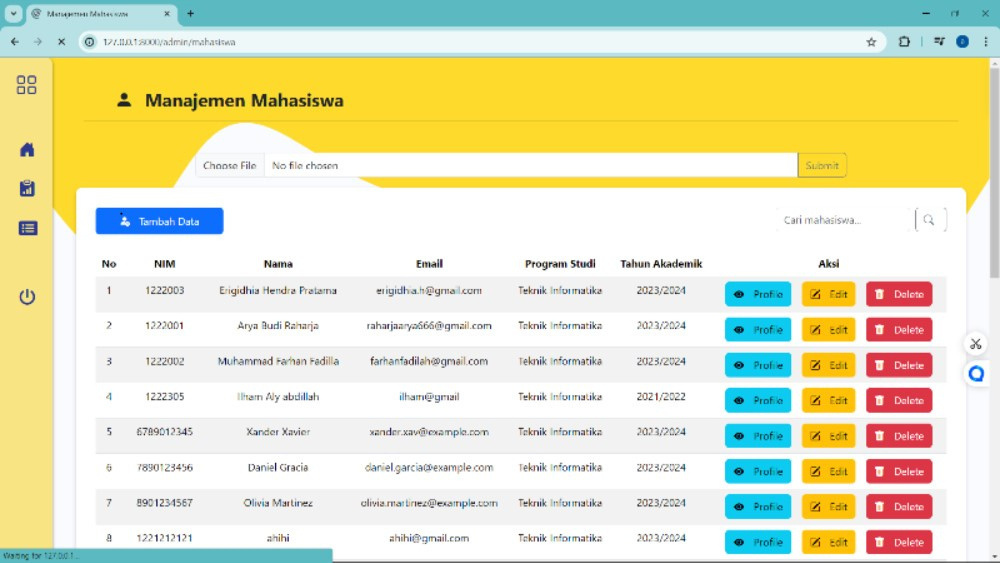 Manajemen Mahasiswa
127.0.0.1:8000/admin/mahasiswa
Manajemen Mahasiswa
Choose File No file chosen Submit
Tambah Data Cari mahasiswa...
No NIM Nama Email Program Studi Tahun Akademik Aksi
1 1222003 Erigidhia Hendra Pratama erigidhia.h@gmail.com Teknik Informatika 2023/2024 Profile Edit Delete
2 1222001 Arya Budi Raharja raharjaarya666@gmail.com Teknik Informatika 2023/2024 Profile Edit Delete
3 1222002 Muhammad Farhan Fadilla farhanfadilah@gmail.com Teknik Informatika 2023/2024 Profile Edit Delete
4 1222305 Ilham Aly abdillah ilham@gmail Teknik Informatika 2021/2022 Profile Edit Delete
5 6789012345 Xander Xavier xander.xav@example.com Teknik Informatika 2023/2024 Profile Edit Delete
6 7890123456 Daniel Gracia daniel.garcia@example.com Teknik Informatika 2023/2024 Profile Edit Delete
7 8901234567 Olivia Martinez olivia.martinez@example.com Teknik Informatika 2023/2024 Profile Edit Delete
8 1221212121 ahihi ahihi@gmail.com Teknik Informatika 2023/2024 Profile Edit Delete
Waiting for 127.0.0.1...